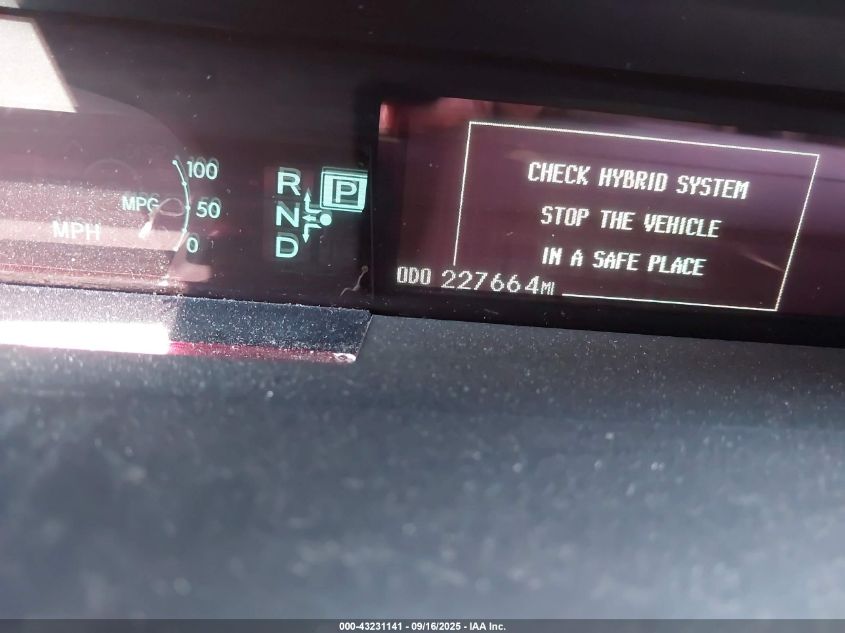 100
MPG
50
MPH
0
R
P
N
D
CHECK HYBRID SYSTEM
STOP THE VEHICLE
IN A SAFE PLACE
ODO 227664MI
000-43231141 - 09/16/2025 - IAA Inc.